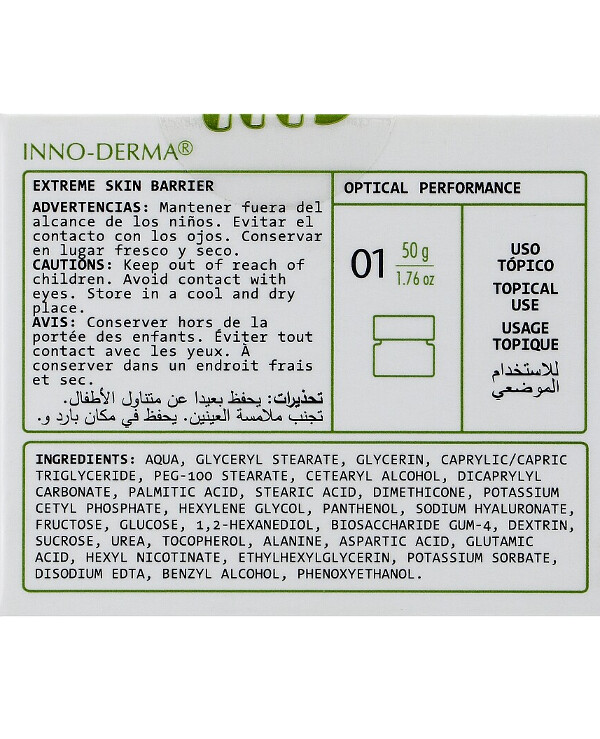 INNO-DERMA®
EXTREME SKIN BARRIER
ADVERTENCIAS: Mantener fuera del
alcance de los niños. Evitar el
contacto con los ojos. Conservar
en lugar fresco y seco.
CAUTIONS: Keep out of reach of
children. Avoid contact with
eyes. Store in a cool and dry
place.
AVIS: Conserver hors de la
portée des enfants. Éviter tout
contact avec les yeux. À
conserver dans un endroit frais
et sec.
تحذيرات: يحفظ بعيدا عن متناول الأطفال.
تجنب ملامسة العينين. يحفظ في مكان بارد و.
OPTICAL PERFORMANCE
01
50 g
1.76 oz
USO
TÓPICO
TOPICAL
USE
USAGE
TOPIQUE
للاستخدام
الموضعي
INGREDIENTS: AQUA, GLYCERYL STEARATE, GLYCERIN, CAPRYLIC/CAPRIC
TRIGLYCERIDE, PEG-100 STEARATE, CETEARYL ALCOHOL, DICAPRYLYL
CARBONATE, PALMITIC ACID, STEARIC ACID, DIMETHICONE, POTASSIUM
CETYL PHOSPHATE, HEXYLENE GLYCOL, PANTHENOL, SODIUM HYALURONATE,
FRUCTOSE, GLUCOSE, 1,2-HEXANEDIOL, BIOSACCHARIDE GUM-4, DEXTRIN,
SUCROSE, UREA, TOCOPHEROL, ALANINE, ASPARTIC ACID, GLUTAMIC
ACID, HEXYL NICOTINATE, ETHYLHEXYLGLYCERIN, POTASSIUM SORBATE,
DISODIUM EDTA, BENZYL ALCOHOL, PHENOXYETHANOL.